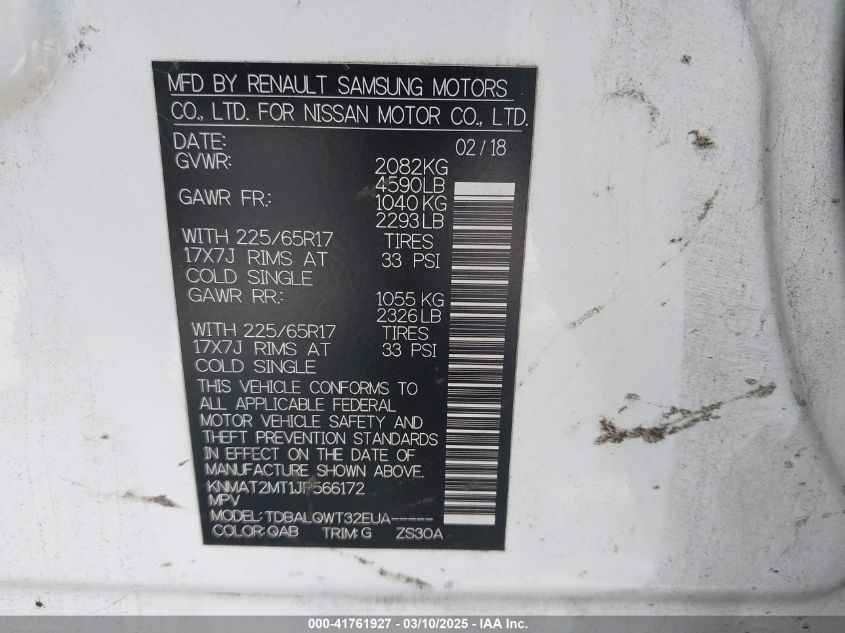 MFD BY RENAULT SAMSUNG MOTORS
CO., LTD. FOR NISSAN MOTOR CO., LTD.
DATE: 02/18
GVWR: 2082KG
4590LB
GAWR FR.: 1040 KG
2293 LB
WITH 225/65R17 TIRES
17X7J RIMS AT 33 PSI
COLD SINGLE
GAWR RR.: 1055 KG
2326 LB
WITH 225/65R17 TIRES
17X7J RIMS AT 33 PSI
COLD SINGLE
THIS VEHICLE CONFORMS TO
ALL APPLICABLE FEDERAL
MOTOR VEHICLE SAFETY AND
THEFT PREVENTION STANDARDS
IN EFFECT ON THE DATE OF
MANUFACTURE SHOWN ABOVE.
KNMAT2MT1JP566172
MPV
MODEL: TDBALQWT32EUA-----
COLOR: QAB TRIM: G ZS30A
000-41761927 - 03/10/2025 - IAA Inc.